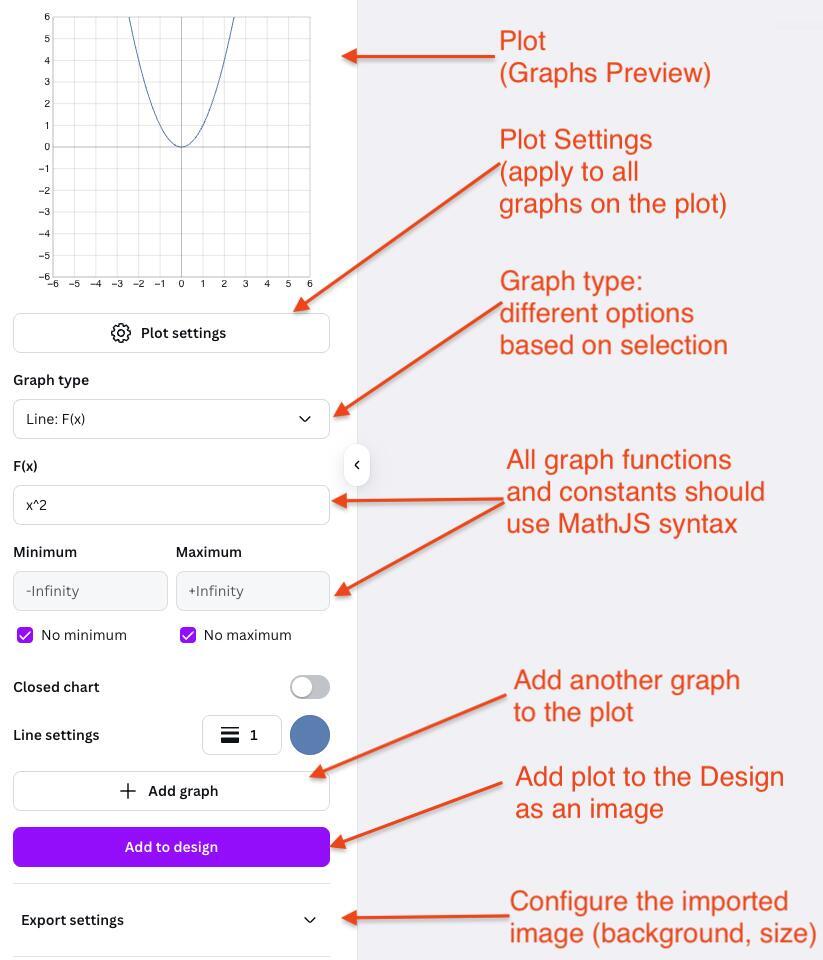 6
5
4
3
2
1
0
−1
−2
−3
−4
−5
−6
−6 −5 −4 −3 −2 −1 0 1 2 3 4 5 6
Plot
(Graphs Preview)
Plot Settings
(apply to all
graphs on the plot)
Plot settings
Graph type:
different options
based on selection
Graph type
Line: F(x)
F(x)
x^2
All graph functions
and constants should
use MathJS syntax
Minimum Maximum
-Infinity +Infinity
No minimum No maximum
Closed chart
Add another graph
to the plot
Line settings 1
Add graph
Add plot to the Design
as an image
Add to design
Configure the imported
image (background, size)
Export settings